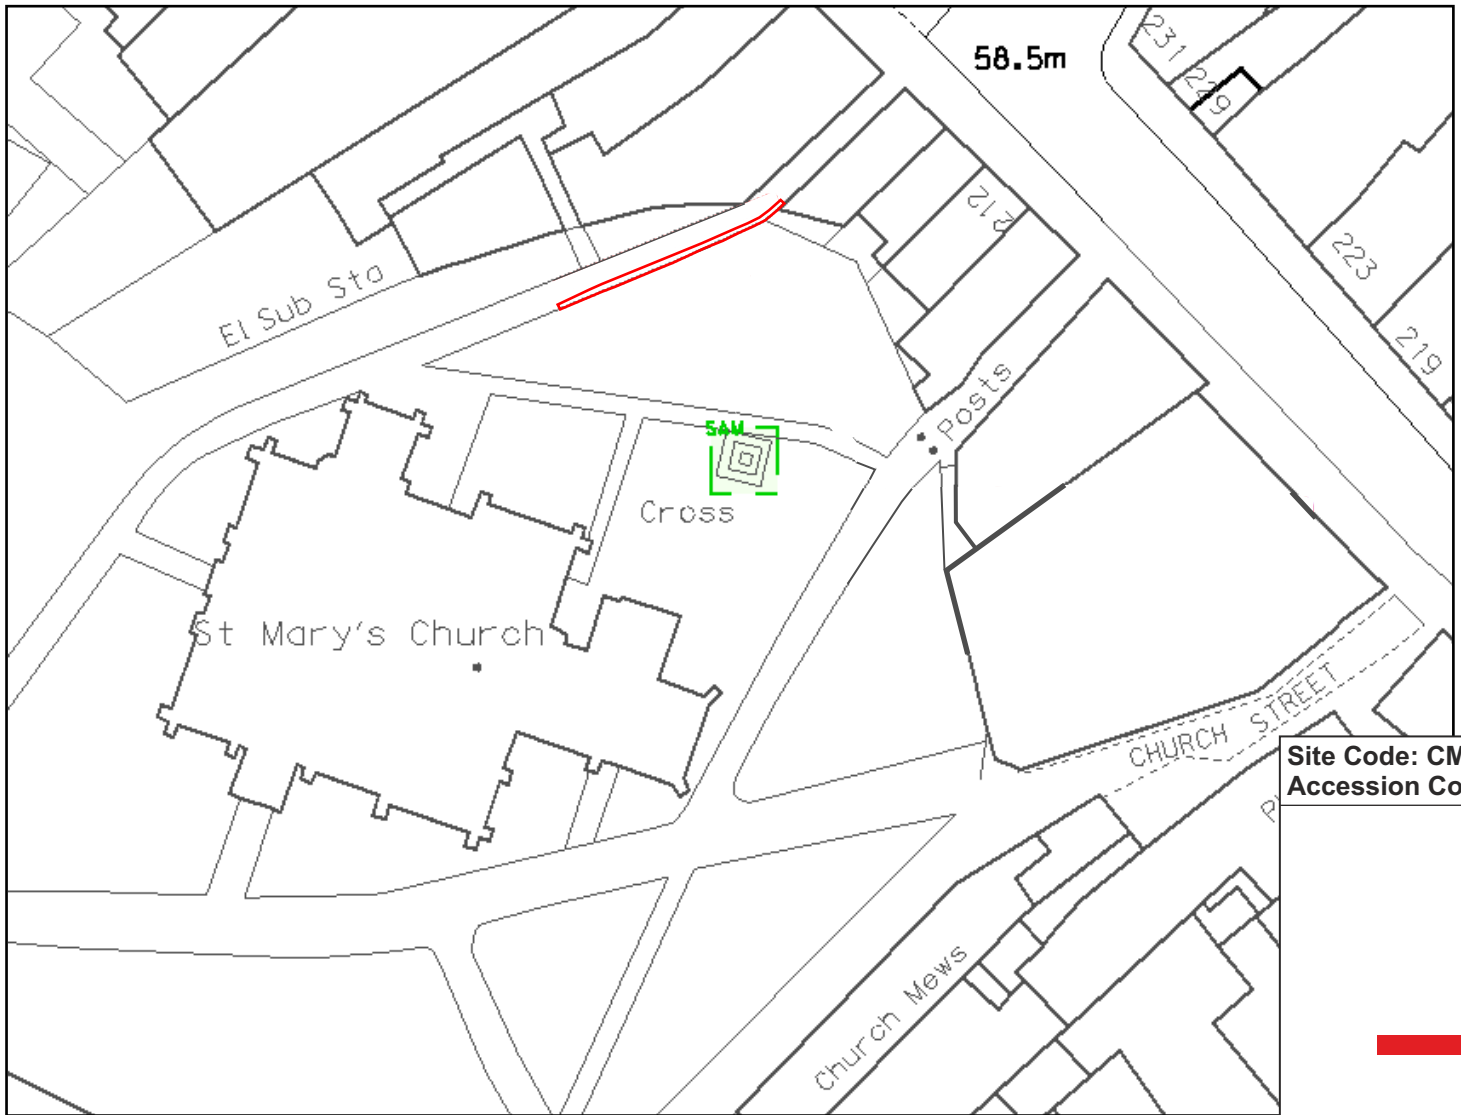 58.5m
231
229
212
223
219
El Sub Sta
Posts
SAM
Cross
St Mary's Church
CHURCH STREET
Church Mews
Site Code: CM
Accession Co